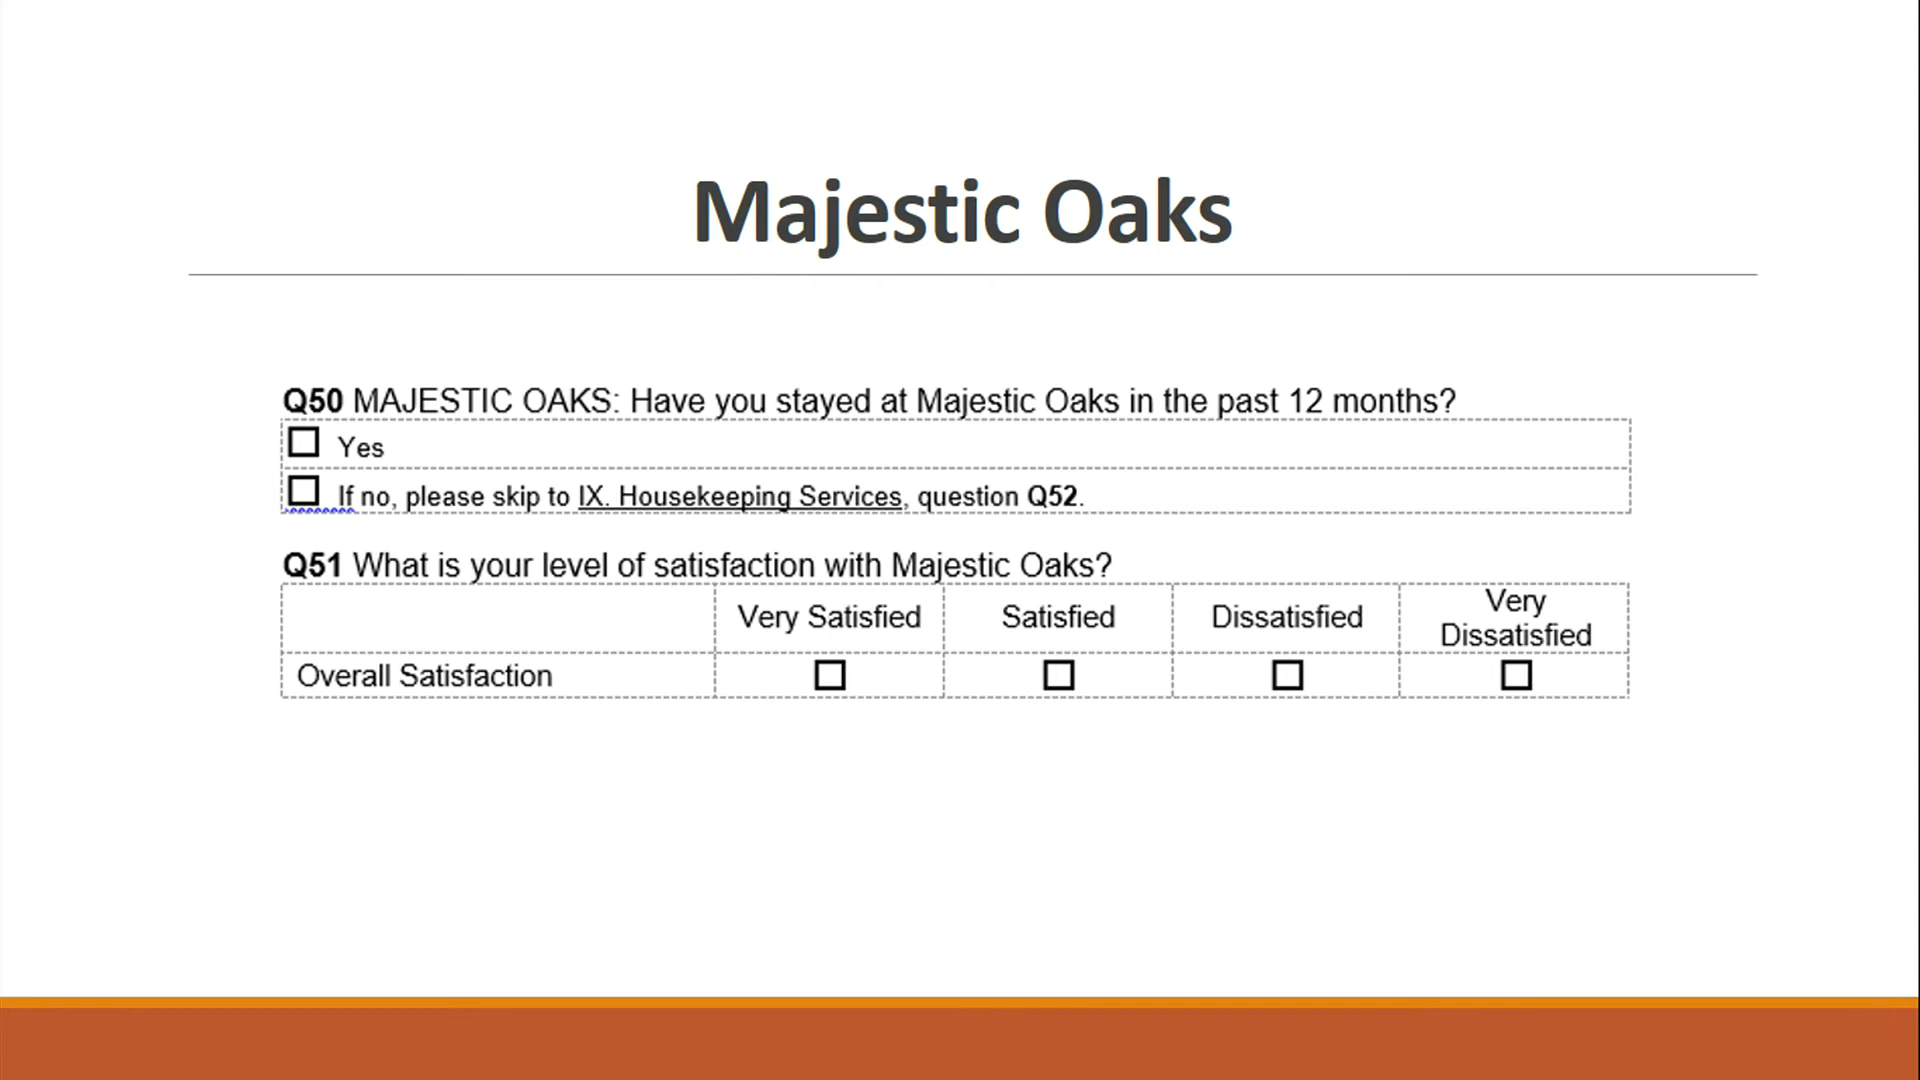 Majestic Oaks
Q50 MAJESTIC OAKS: Have you stayed at Majestic Oaks in the past 12 months?
Yes
If no, please skip to IX. Housekeeping Services, question Q52.
Q51 What is your level of satisfaction with Majestic Oaks?
Very Satisfied Satisfied Dissatisfied Very
Dissatisfied
Overall Satisfaction